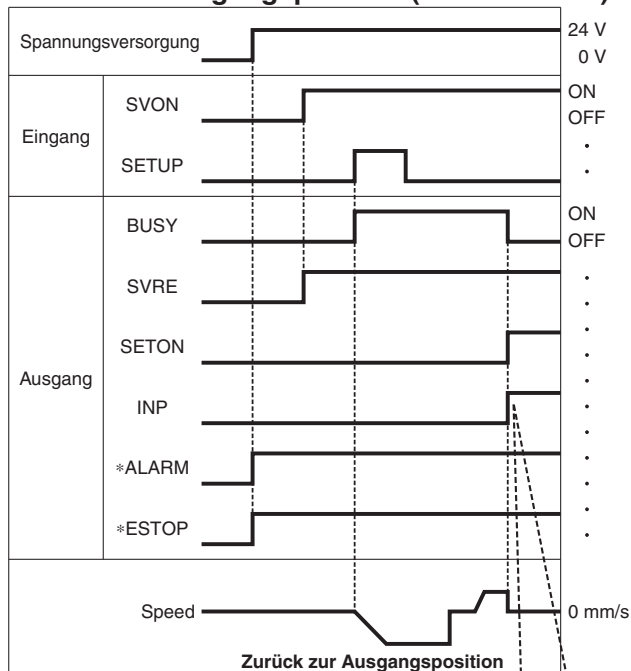 Spannungsversorgung
24 V
0 V
Eingang
SVON
ON
OFF
SETUP
Ausgang
BUSY
ON
OFF
SVRE
SETON
INP
*ALARM
*ESTOP
Speed
0 mm/s
Zurück zur Ausgangsposition